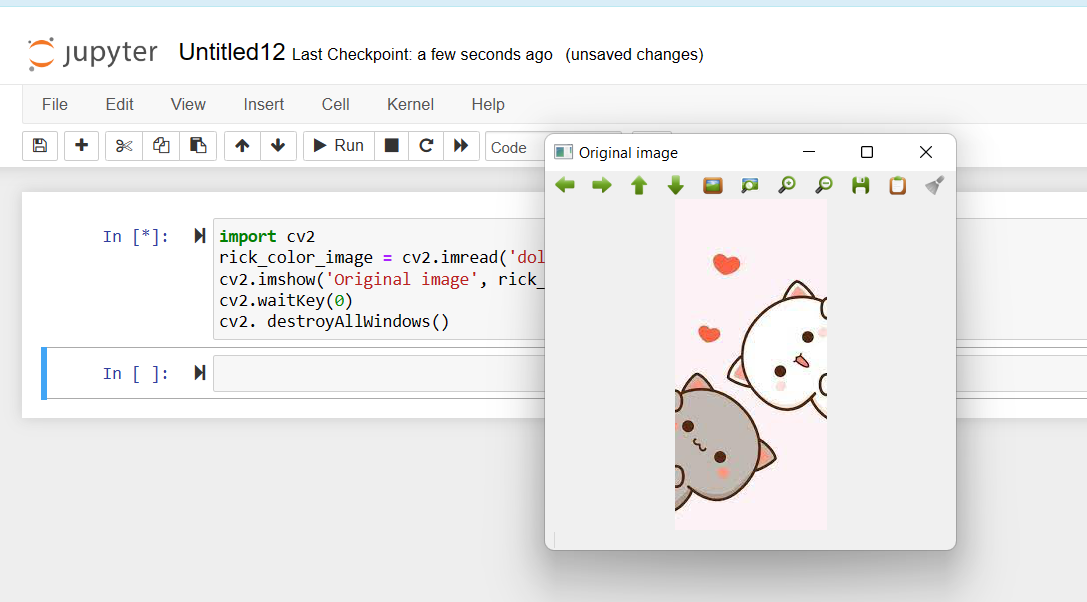 jupyter Untitled12 Last Checkpoint: a few seconds ago (unsaved changes)
File Edit View Insert Cell Kernel Help
Run Code
Original image
In [*]: import cv2
rick_color_image = cv2.imread('dol
cv2.imshow('Original image', rick_
cv2.waitKey(0)
cv2. destroyAllWindows()
In [ ]: